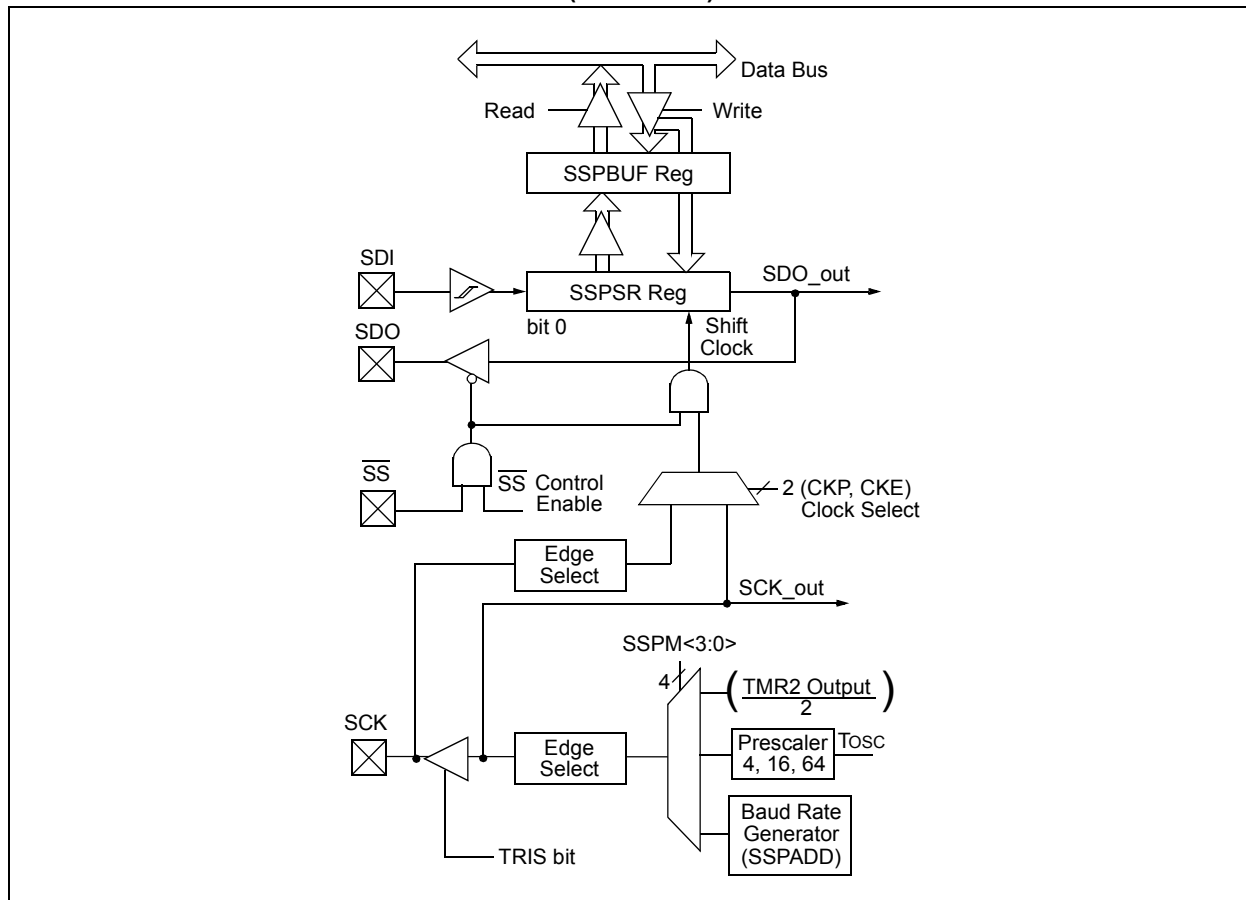 Data Bus
Read
Write
SSPBUF Reg
SDI
SSPSR Reg
SDO_out
bit 0
Shift
Clock
SDO
SS
SS Control
Enable
2 (CKP, CKE)
Clock Select
Edge
Select
SCK_out
SSPM<3:0>
4
(TMR2 Output
2)
SCK
Edge
Select
Prescaler
4, 16, 64
TOSC
Baud Rate
Generator
(SSPADD)
TRIS bit